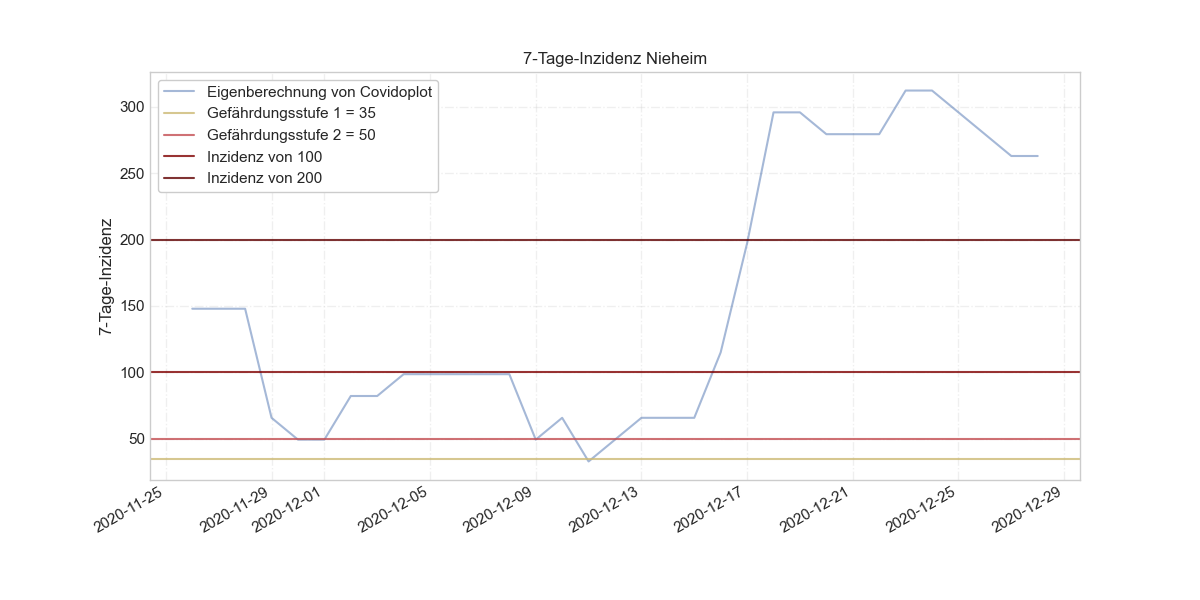 7-Tage-Inzidenz Nieheim
Eigenberechnung von Covidoplot
Gefährdungsstufe 1 = 35
Gefährdungsstufe 2 = 50
Inzidenz von 100
Inzidenz von 200
7-Tage-Inzidenz
300
250
200
150
100
50
2020-11-25
2020-11-29
2020-12-01
2020-12-05
2020-12-09
2020-12-13
2020-12-17
2020-12-21
2020-12-25
2020-12-29